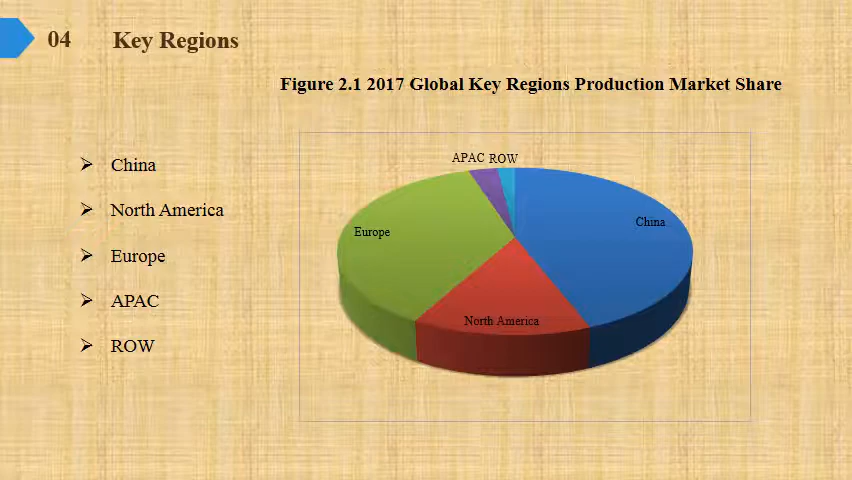 04 Key Regions
Figure 2.1 2017 Global Key Regions Production Market Share
China
North America
Europe
APAC
ROW
APAC ROW
China
Europe
North America